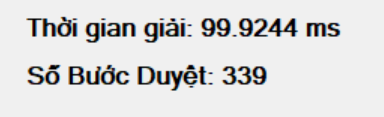 Thời gian giải: 99.9244 ms
Số Bước Duyệt: 339